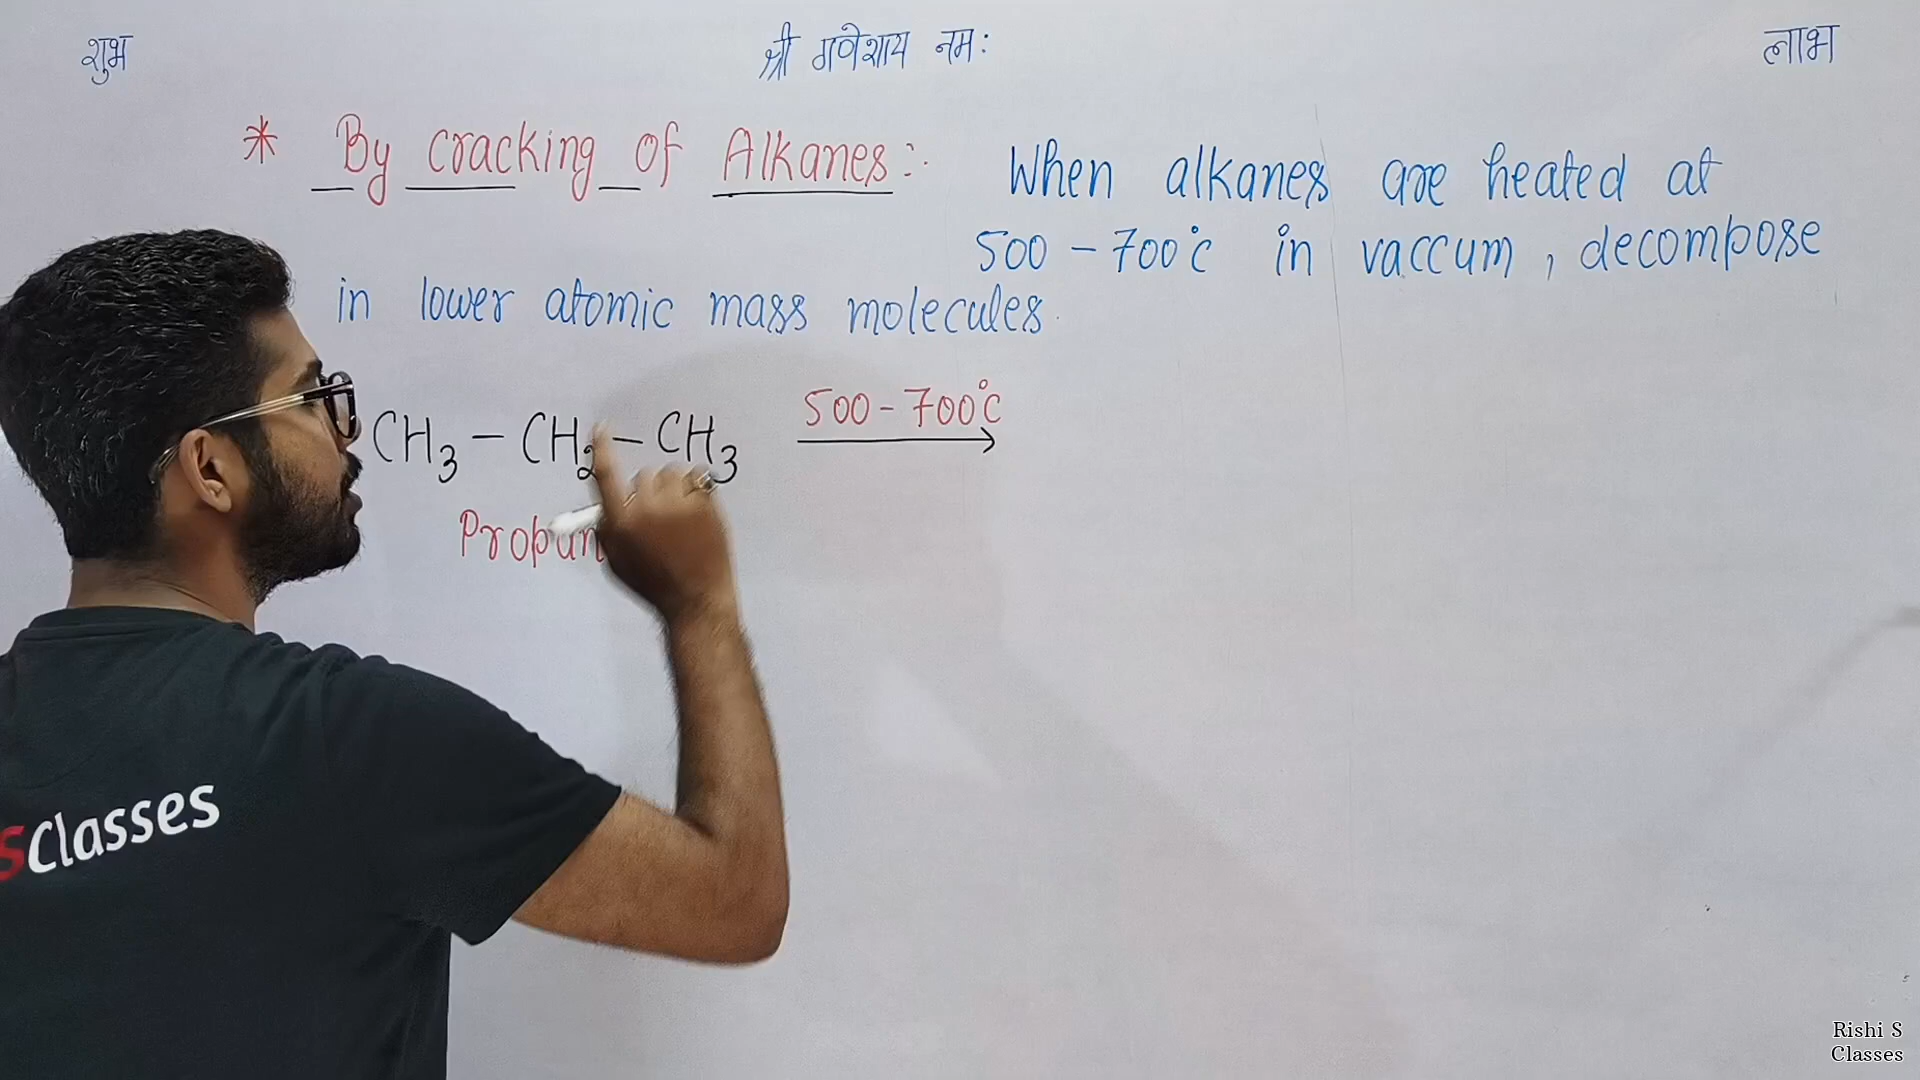 शुभ श्री गणेशाय नमः लाभ
* By cracking of Alkanes :- When alkanes are heated at
500 - 700°c in vaccum, decompose
in lower atomic mass molecules.
CH3 - CH2 - CH3 500 - 700°C
SClasses
Rishi S
Classes